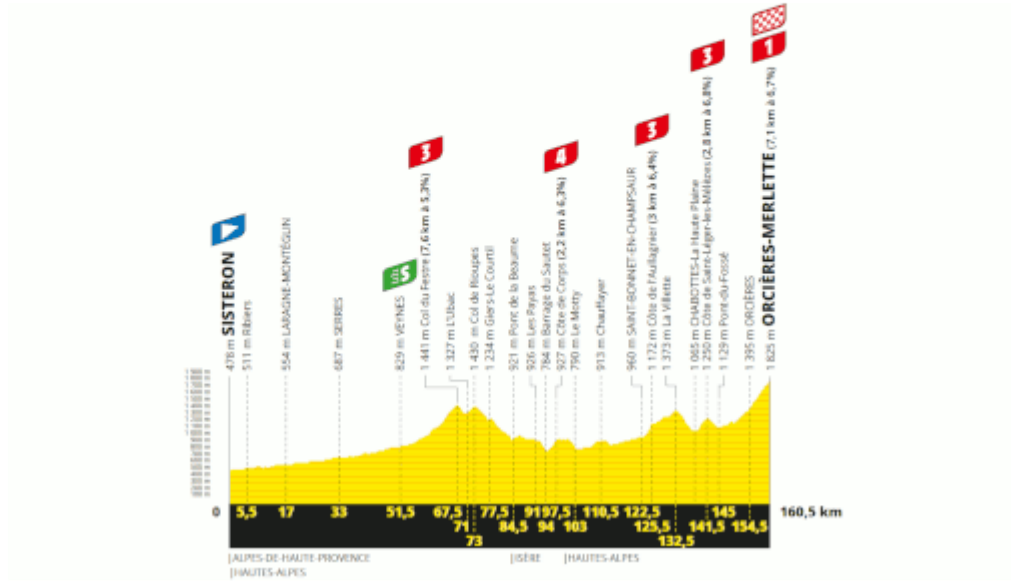 3
4
3
3
1
S
478 m SISTERON
511 m Ribiers
554 m LARAGNE-MONTÉGLIN
687 m SERRES
829 m VEYNES
1 441 m Col du Festre (7,6 km à 5,3%)
1 327 m L'Ubac
1 430 m Col de Rioupes
1 234 m Giers-Le Courtil
921 m Pont de la Beaume
926 m Les Payas
784 m Barrage du Sautet
927 m Côte de Corps (2,2 km à 6,3%)
790 m Le Motty
913 m Chauffayer
960 m SAINT-BONNET-EN-CHAMPSAUR
1 172 m Côte de l'Aullagnier (3 km à 6,4%)
1 373 m La Villette
1 065 m CHABOTTES-La Haute Plaine
1 250 m Côte de Saint-Léger-les-Mélèzes (2,8 km à 6,8%)
1 129 m Pont-du-Fossé
1 395 m ORCIÈRES
1 825 m ORCIÈRES-MERLETTE (7,1 km à 6,7%)
0 5,5 17 33 51,5 67,5 77,5 91 97,5 110,5 122,5 145 160,5 km
71 84,5 94 103 125,5 141,5 154,5
73 132,5
|ALPES-DE-HAUTE-PROVENCE |ISÈRE |HAUTES-ALPES
|HAUTES-ALPES